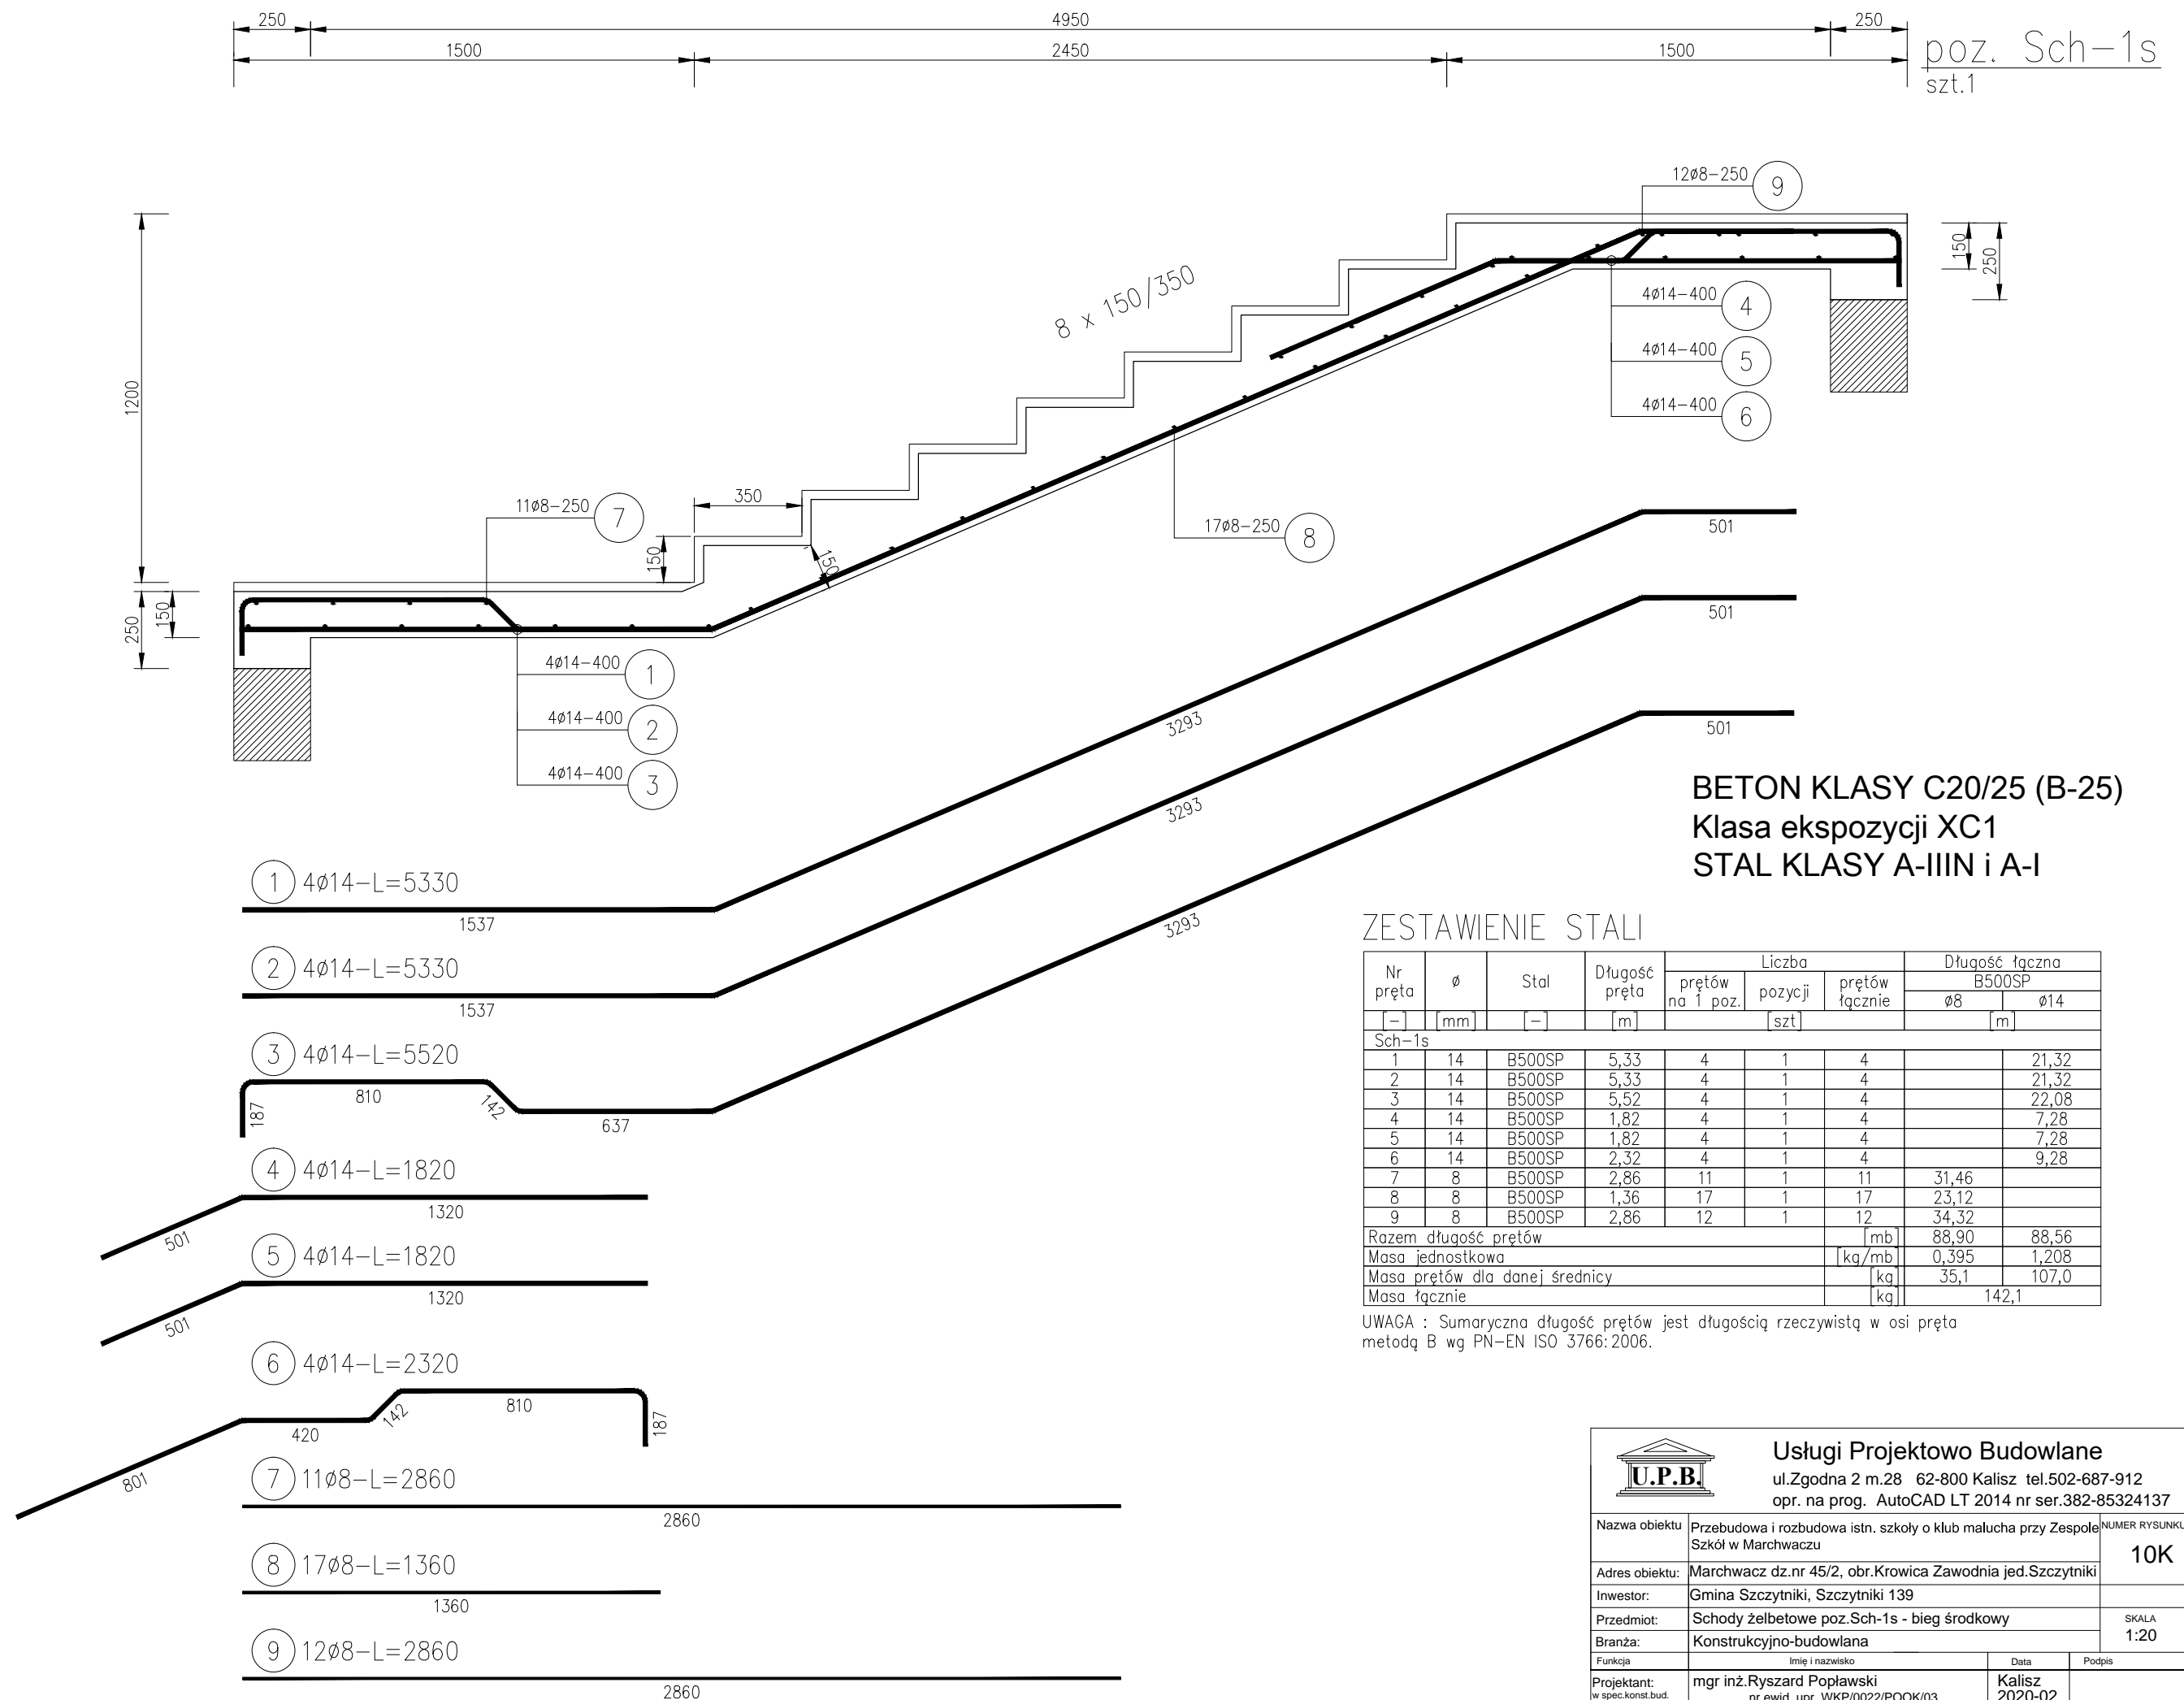 250 4950 250
1500 2450 1500
poz. Sch-1s
szt.1
12ø8-250 9
150
250
8 x 150/350
4ø14-400 4
4ø14-400 5
4ø14-400 6
1200
350
11ø8-250 7
150
150
17ø8-250 8
250
150
4ø14-400 1
4ø14-400 2
4ø14-400 3
501
501
501
3293
3293
3293
BETON KLASY C20/25 (B-25)
Klasa ekspozycji XC1
STAL KLASY A-IIIN i A-I
1 4ø14-L=5330
1537
2 4ø14-L=5330
1537
3 4ø14-L=5520
187 810 142 637
4 4ø14-L=1820
501 1320
5 4ø14-L=1820
501 1320
6 4ø14-L=2320
801 420 142 810 187
7 11ø8-L=2860
2860
8 17ø8-L=1360
1360
9 12ø8-L=2860
2860
ZESTAWIENIE STALI
Nr pręta ø Stal Długość pręta Liczba Długość łączna
prętów na 1 poz. pozycji prętów łącznie B500SP
ø8 ø14
[-] [mm] [-] [m] [szt] [m]
Sch-1s
1 14 B500SP 5,33 4 1 4 21,32
2 14 B500SP 5,33 4 1 4 21,32
3 14 B500SP 5,52 4 1 4 22,08
4 14 B500SP 1,82 4 1 4 7,28
5 14 B500SP 1,82 4 1 4 7,28
6 14 B500SP 2,32 4 1 4 9,28
7 8 B500SP 2,86 11 1 11 31,46
8 8 B500SP 1,36 17 1 17 23,12
9 8 B500SP 2,86 12 1 12 34,32
Razem długość prętów [mb] 88,90 88,56
Masa jednostkowa [kg/mb] 0,395 1,208
Masa prętów dla danej średnicy [kg] 35,1 107,0
Masa łącznie [kg] 142,1
UWAGA : Sumaryczna długość prętów jest długością rzeczywistą w osi pręta
metodą B wg PN-EN ISO 3766:2006.
U.P.B.
Usługi Projektowo Budowlane
ul.Zgodna 2 m.28 62-800 Kalisz tel.502-687-912
opr. na prog. AutoCAD LT 2014 nr ser.382-85324137
Nazwa obiektu Przebudowa i rozbudowa istn. szkoły o klub malucha przy Zespole
Szkół w Marchwaczu
NUMER RYSUNKU
10K
Adres obiektu: Marchwacz dz.nr 45/2, obr.Krowica Zawodnia jed.Szczytniki
Inwestor: Gmina Szczytniki, Szczytniki 139
Przedmiot: Schody żelbetowe poz.Sch-1s - bieg środkowy
SKALA
1:20
Branża: Konstrukcyjno-budowlana
Funkcja Imię i nazwisko Data Podpis
Projektant: mgr inż.Ryszard Popławski Kalisz
w spec.konst.bud. nr ewid. upr. WKP/0022/POOK/03 2020-02